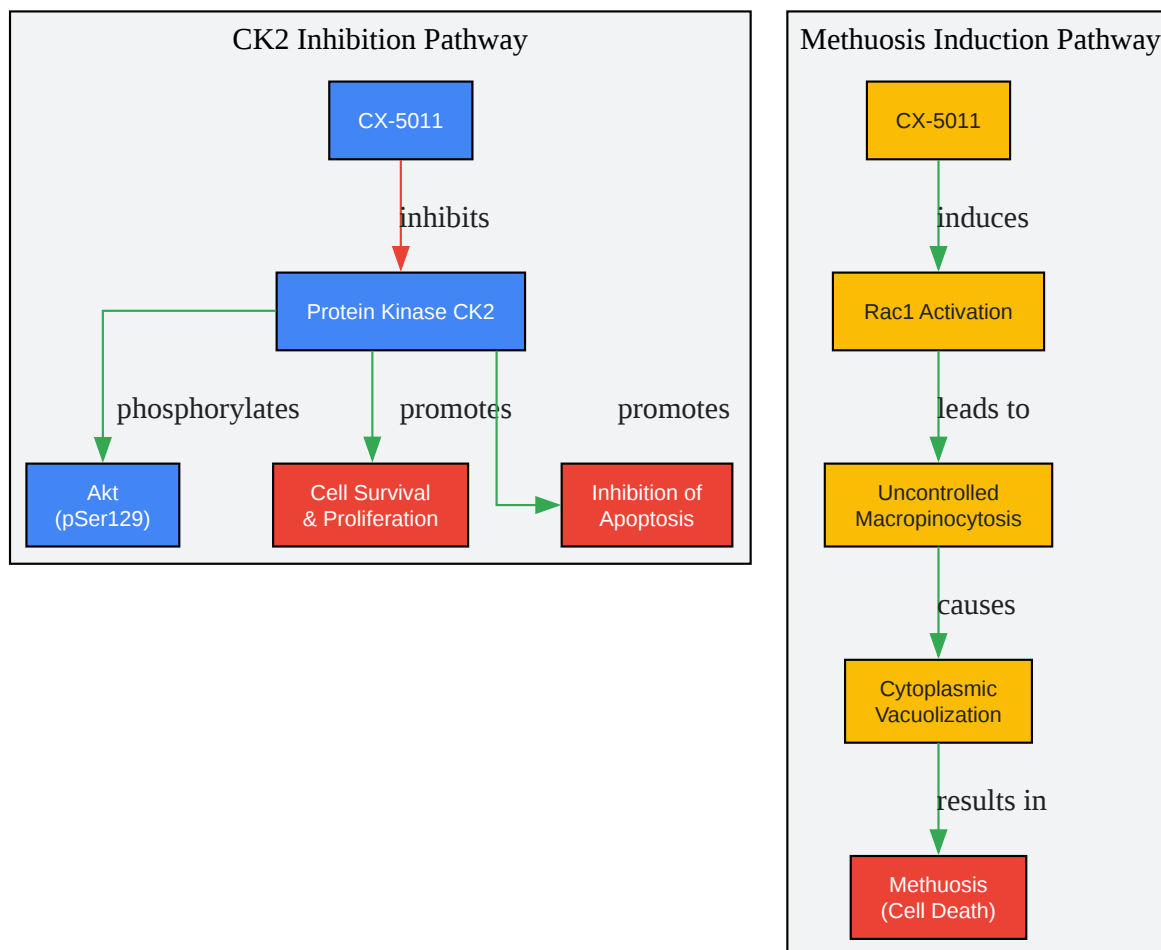 CK2 Inhibition Pathway
CX-5011
inhibits
Protein Kinase CK2
phosphorylates
promotes
promotes
Akt
(pSer129)
Cell Survival
& Proliferation
Inhibition of
Apoptosis
Methuosis Induction Pathway
CX-5011
induces
Rac1 Activation
leads to
Uncontrolled
Macropinocytosis
causes
Cytoplasmic
Vacuolization
results in
Methuosis
(Cell Death)